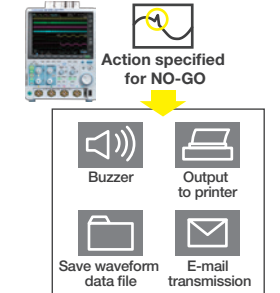 Action specified
for NO-GO
Buzzer
Output
to printer
Save waveform
data file
E-mail
transmission